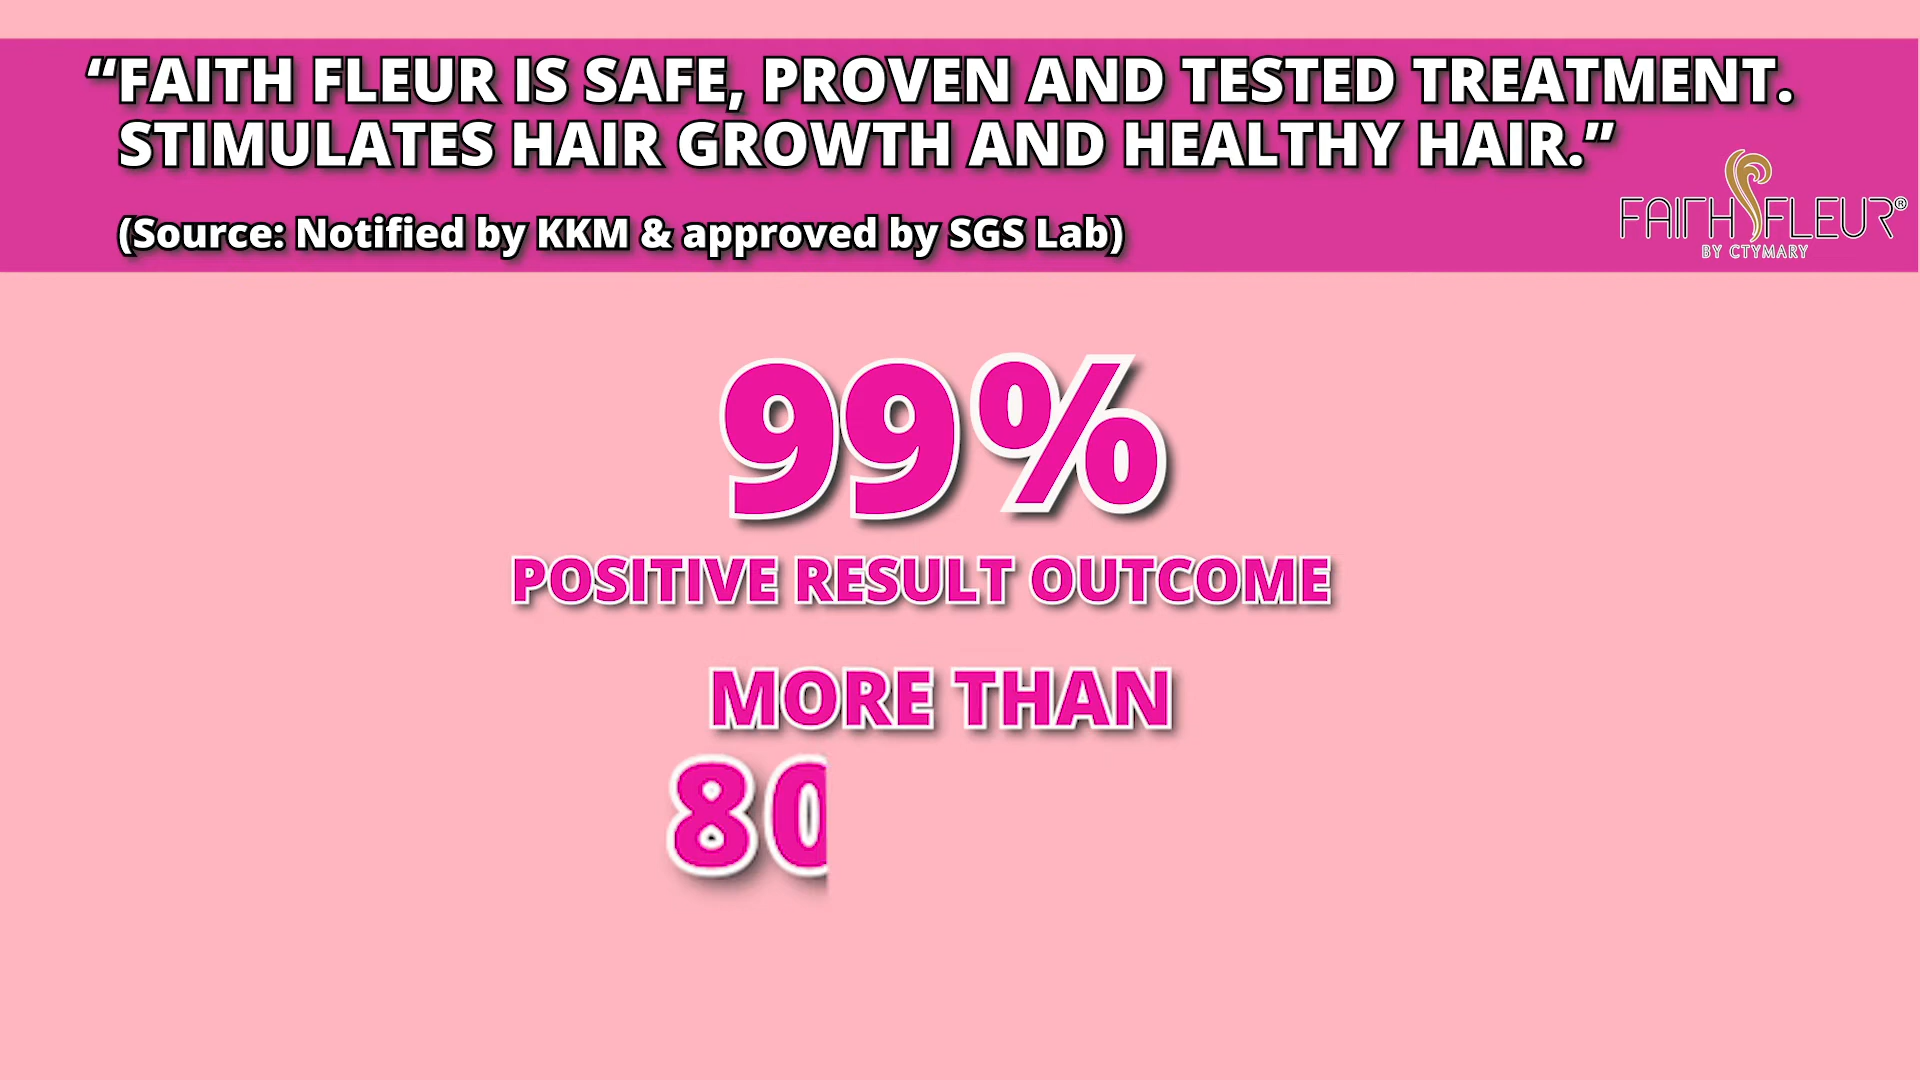 “FAITH FLEUR IS SAFE, PROVEN AND TESTED TREATMENT.
STIMULATES HAIR GROWTH AND HEALTHY HAIR.”
(Source: Notified by KKM & approved by SGS Lab)
FAITH FLEUR®
BY CTYMARY
99%
POSITIVE RESULT OUTCOME
MORE THAN
80